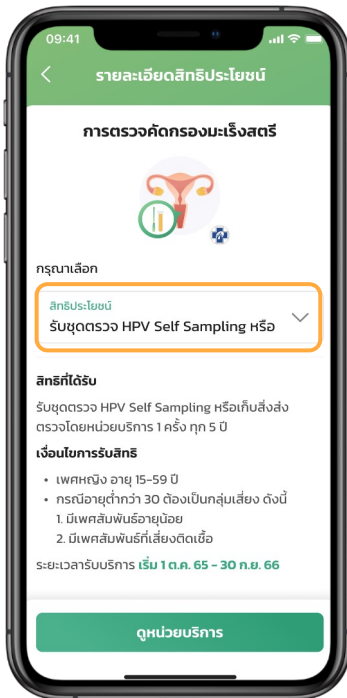 09:41
รายละเอียดสิทธิประโยชน์
การตรวจคัดกรองมะเร็งสตรี
กรุณาเลือก
สิทธิประโยชน์
รับชุดตรวจ HPV Self Sampling หรือ
สิทธิที่ได้รับ
รับชุดตรวจ HPV Self Sampling หรือเก็บสิ่งส่ง
ตรวจโดยหน่วยบริการ 1 ครั้ง ทุก 5 ปี
เงื่อนไขการรับสิทธิ
• เพศหญิง อายุ 15-59 ปี
• กรณีอายุต่ำกว่า 30 ต้องเป็นกลุ่มเสี่ยง ดังนี้
1. มีเพศสัมพันธ์อายุน้อย
2. มีเพศสัมพันธ์ที่เสี่ยงติดเชื้อ
ระยะเวลารับบริการ เริ่ม 1 ต.ค. 65 - 30 ก.ย. 66
ดูหน่วยบริการ